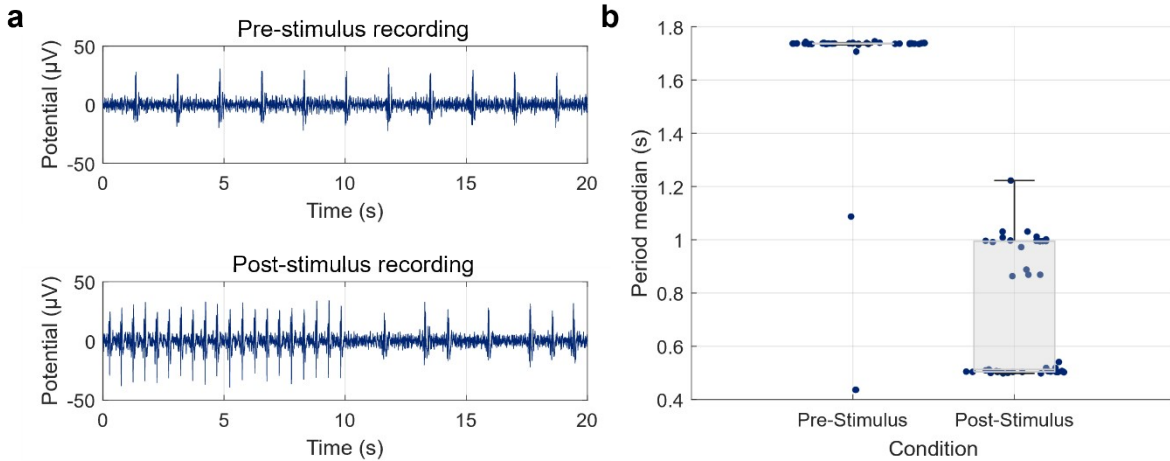 a
Pre-stimulus recording
50
0
-50
Potential (µV)
0 5 10 15 20
Time (s)
Post-stimulus recording
50
0
-50
Potential (µV)
0 5 10 15 20
Time (s)
b
1.8
1.6
1.4
1.2
1
0.8
0.6
0.4
Period median (s)
Pre-Stimulus Post-Stimulus
Condition